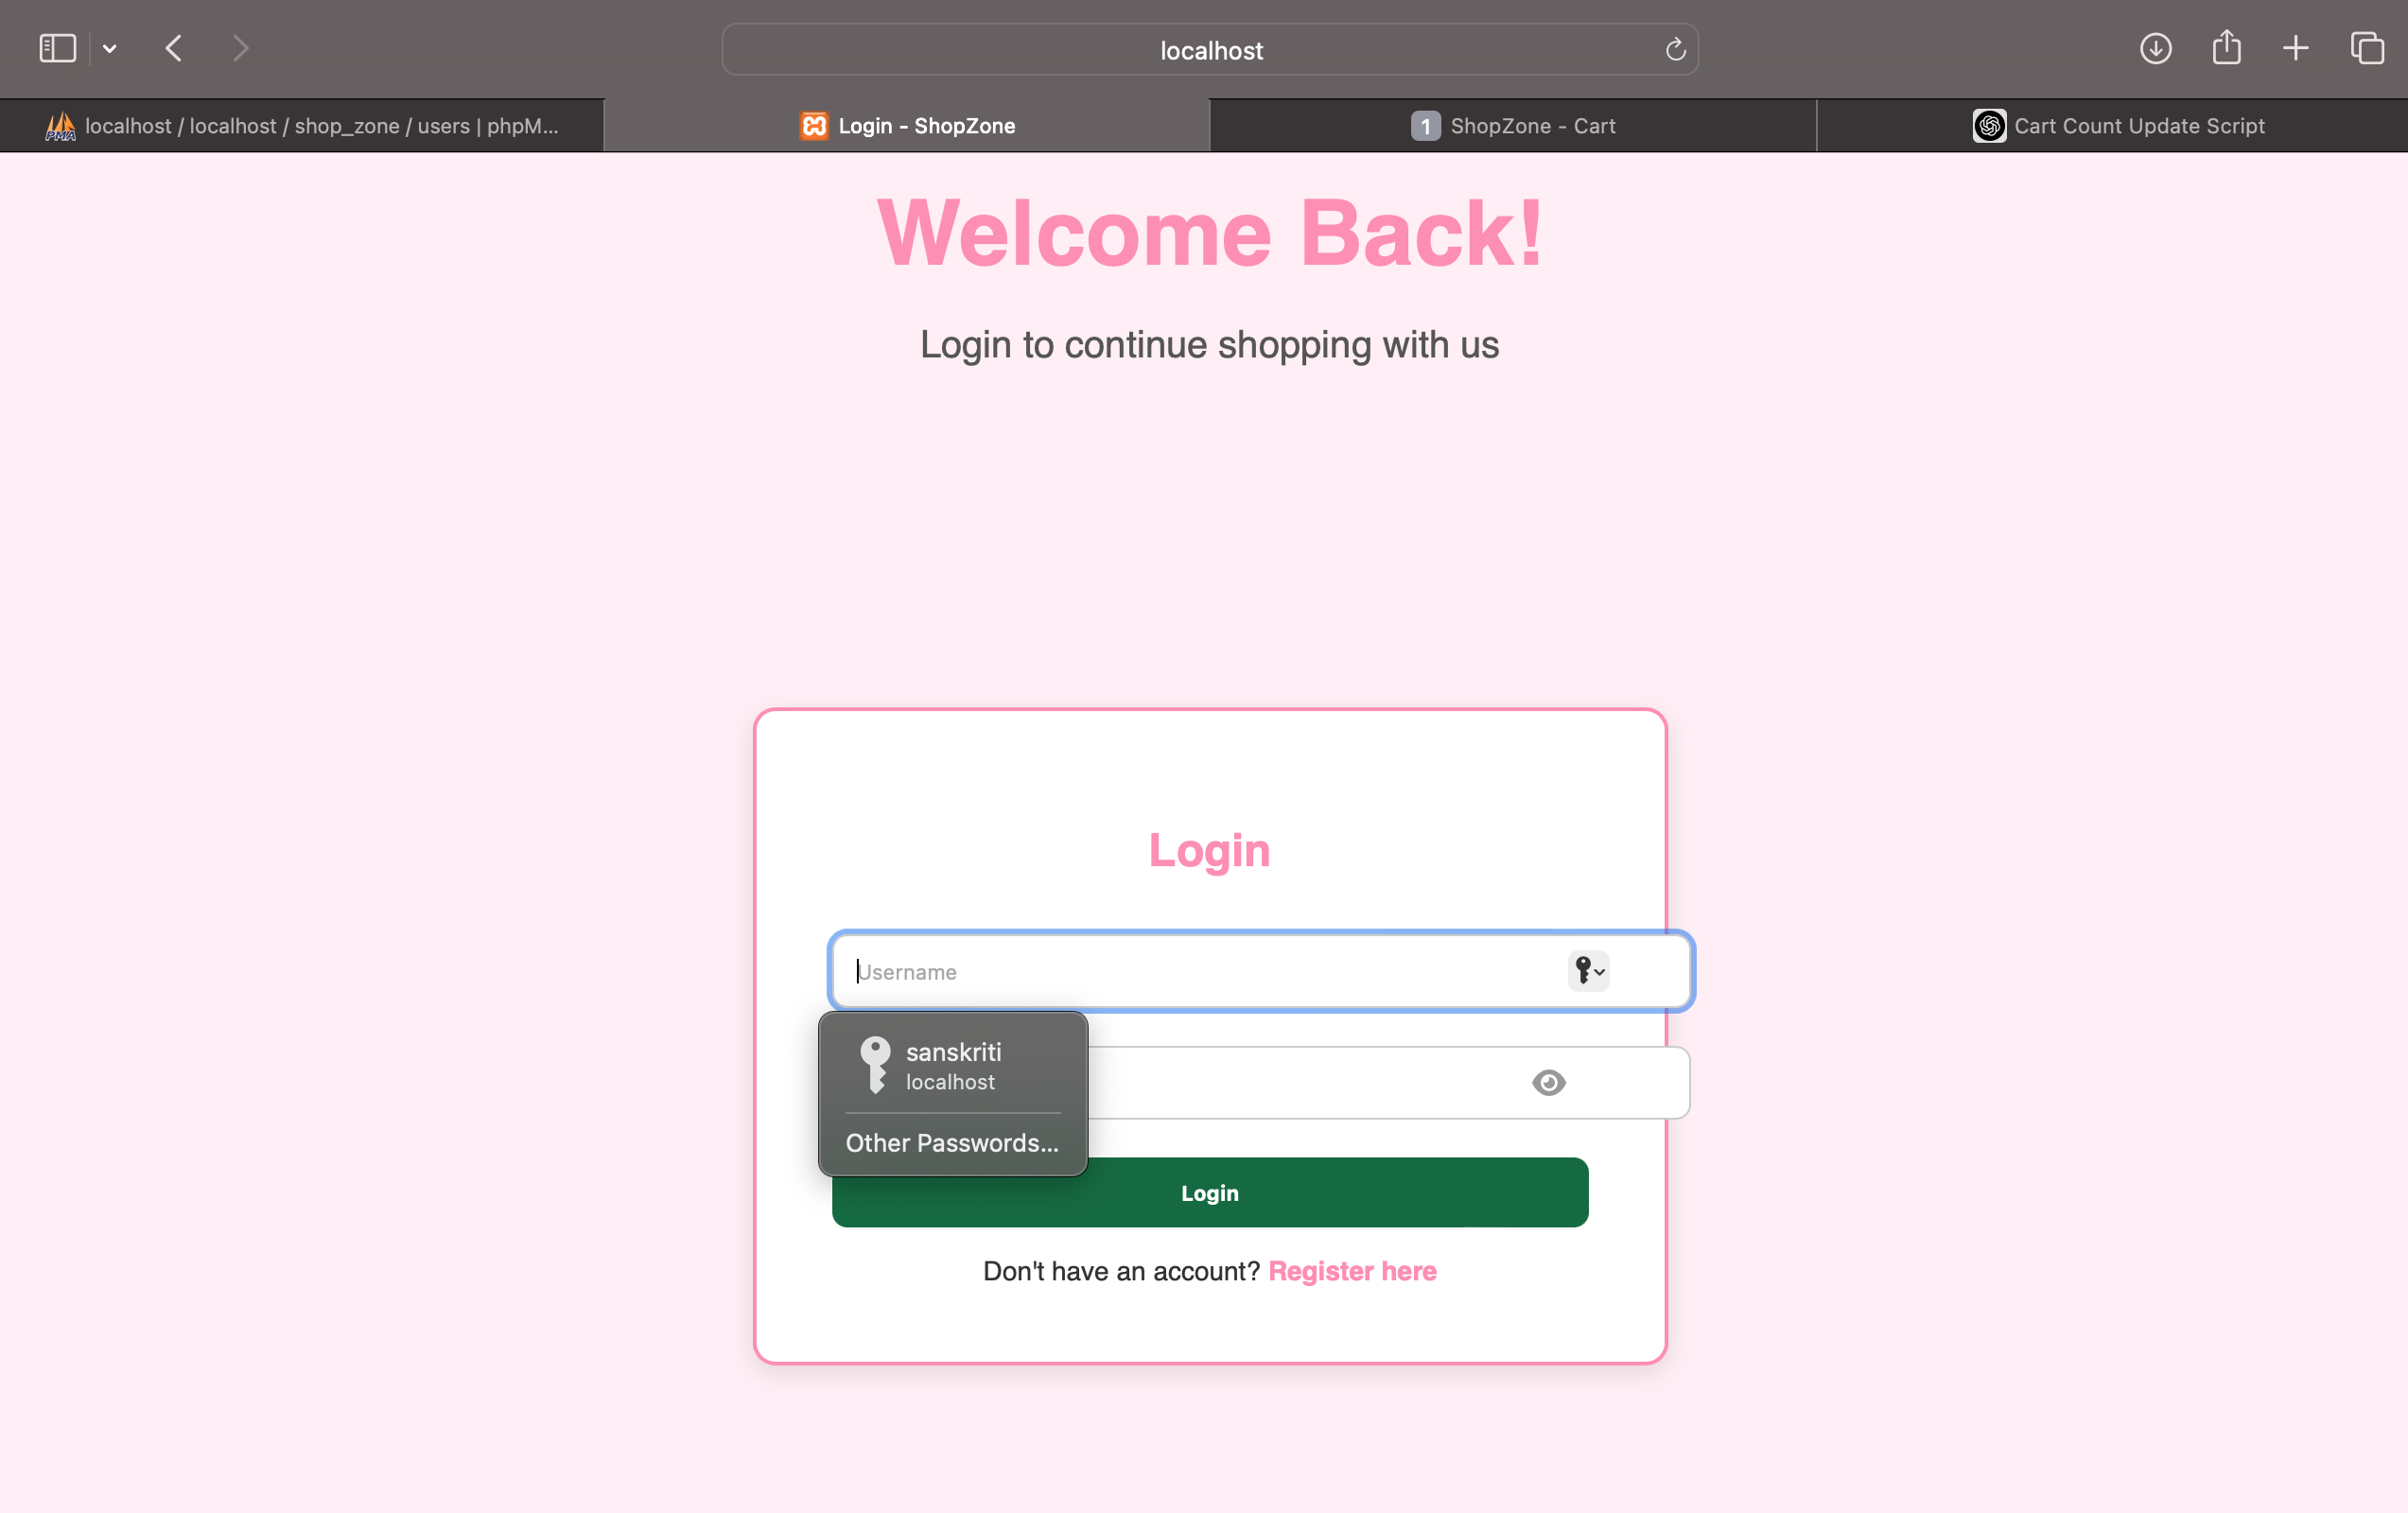 localhost
PMA
localhost / localhost / shop_zone / users | phpM...
Login - ShopZone
1
ShopZone - Cart
Cart Count Update Script
Welcome Back!
Login to continue shopping with us
Login
Username
sanskriti
localhost
Other Passwords...
Login
Don't have an account? Register here